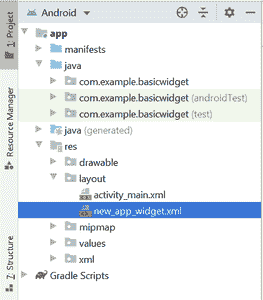 Android
1: Project
Resource Manager
7: Structure
app
manifests
java
com.example.basicwidget
com.example.basicwidget (androidTest)
com.example.basicwidget (test)
java (generated)
res
drawable
layout
activity_main.xml
new_app_widget.xml
mipmap
values
xml
Gradle Scripts